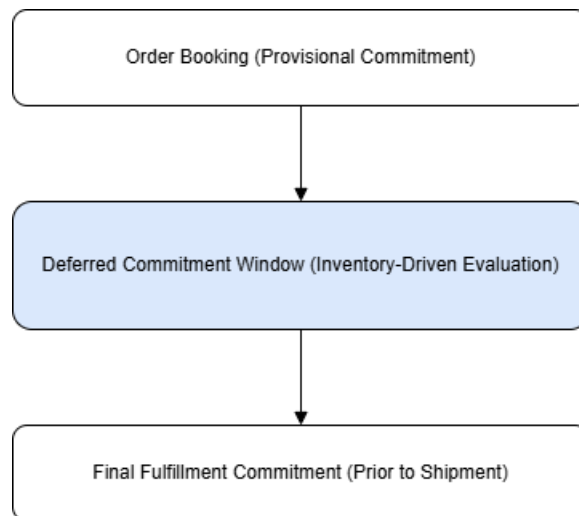 Order Booking (Provisional Commitment)
Deferred Commitment Window (Inventory-Driven Evaluation)
Final Fulfillment Commitment (Prior to Shipment)